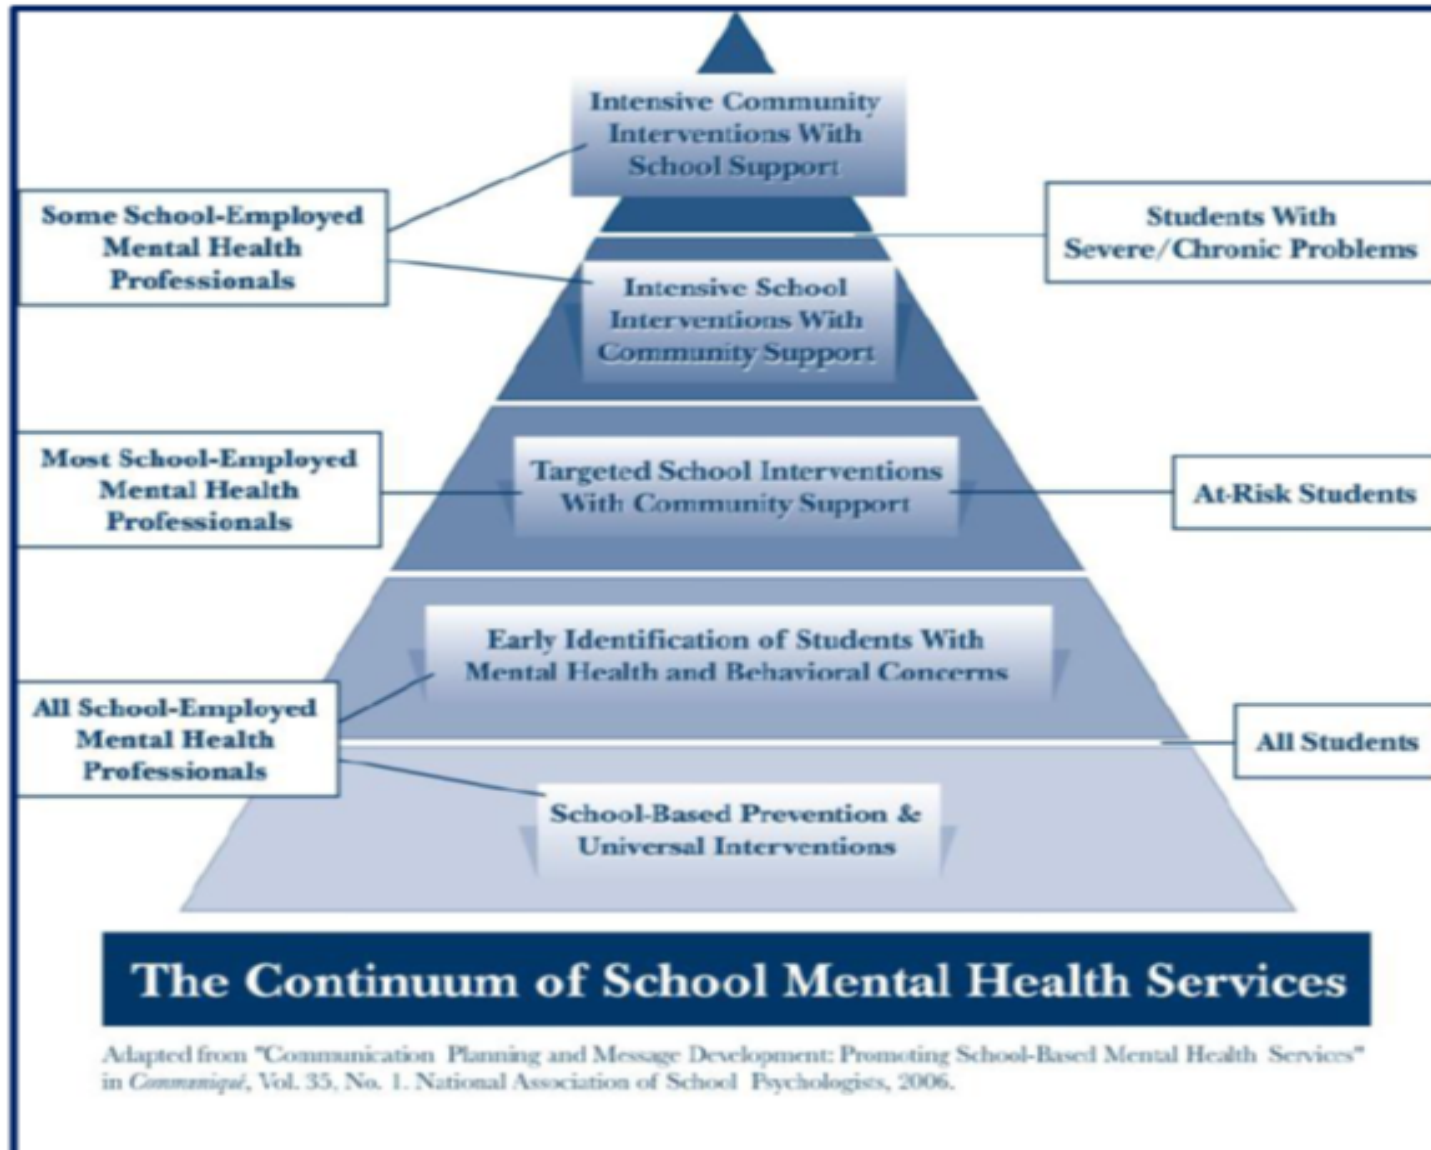 Intensive Community
Interventions With
School Support
Some School-Employed
Mental Health
Professionals
Students With
Severe/Chronic Problems
Intensive School
Interventions With
Community Support
Most School-Employed
Mental Health
Professionals
Targeted School Interventions
With Community Support
At-Risk Students
Early Identification of Students With
Mental Health and Behavioral Concerns
All School-Employed
Mental Health
Professionals
All Students
School-Based Prevention &
Universal Interventions
The Continuum of School Mental Health Services
Adapted from "Communication Planning and Message Development: Promoting School-Based Mental Health Services"
in Communiqué, Vol. 35, No. 1. National Association of School Psychologists, 2006.